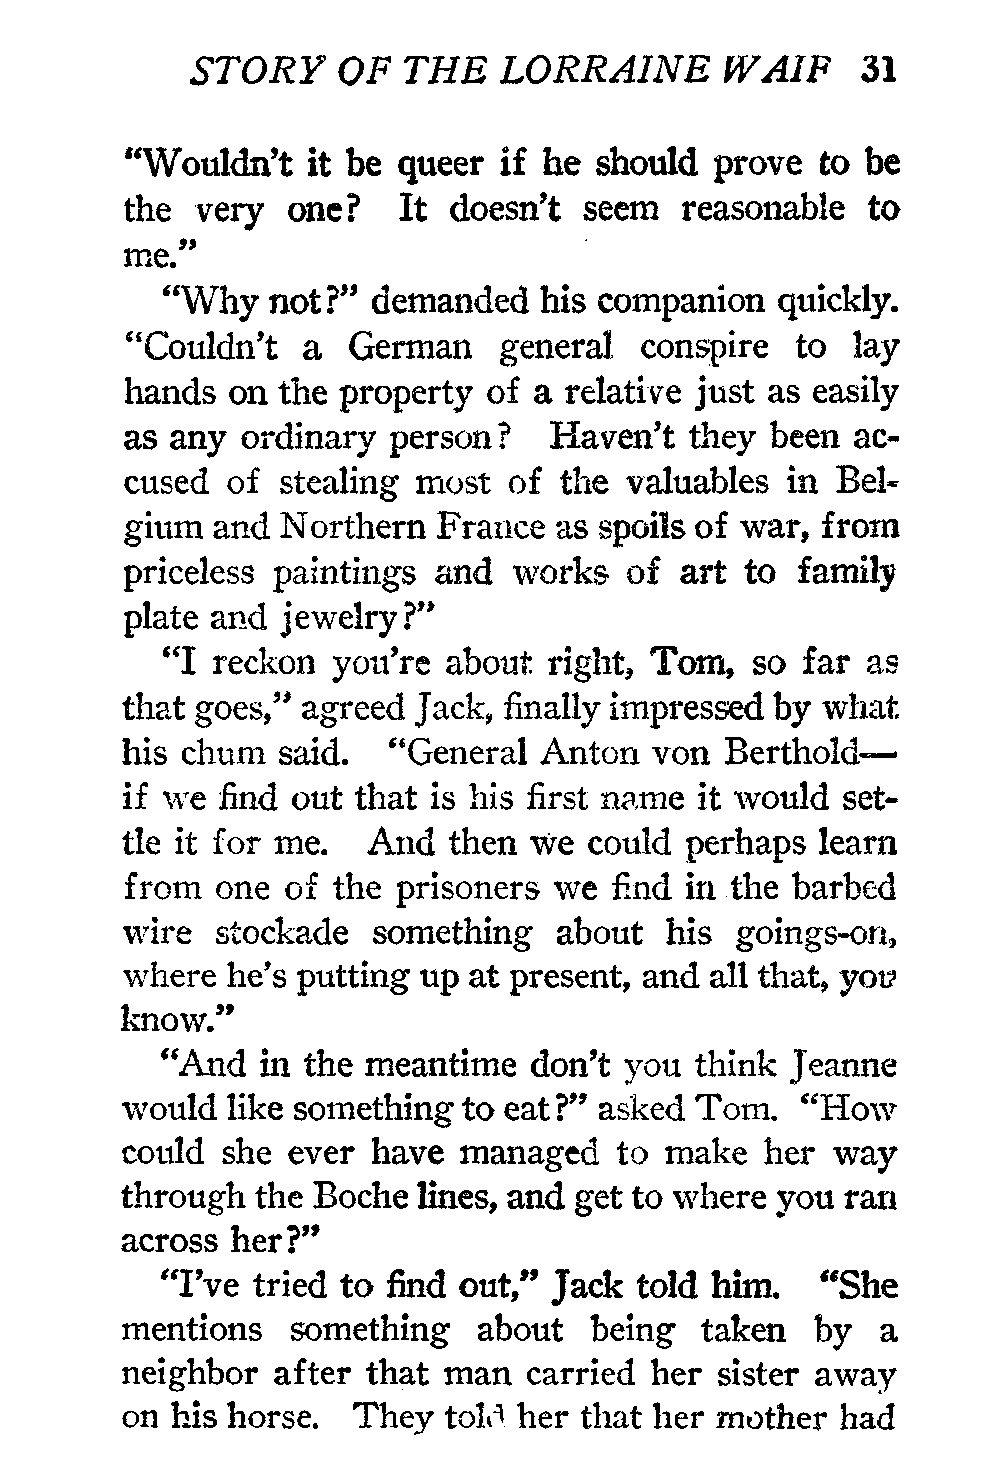 STORY OF THE LORRAINE WAIF 31
“Wouldn’t it be queer if he should prove to be
the very one? It doesn’t seem reasonable to
me.”
“Why not?” demanded his companion quickly.
“Couldn’t a German general conspire to lay
hands on the property of a relative just as easily
as any ordinary person? Haven’t they been ac-
cused of stealing most of the valuables in Bel-
gium and Northern France as spoils of war, from
priceless paintings and works of art to family
plate and jewelry?”
“I reckon you’re about right, Tom, so far as
that goes,” agreed Jack, finally impressed by what
his chum said. “General Anton von Berthold—
if we find out that is his first name it would set-
tle it for me. And then we could perhaps learn
from one of the prisoners we find in the barbed
wire stockade something about his goings-on,
where he’s putting up at present, and all that, you
know.”
“And in the meantime don’t you think Jeanne
would like something to eat?” asked Tom. “How
could she ever have managed to make her way
through the Boche lines, and get to where you ran
across her?”
“I’ve tried to find out,” Jack told him. “She
mentions something about being taken by a
neighbor after that man carried her sister away
on his horse. They told her that her mother had